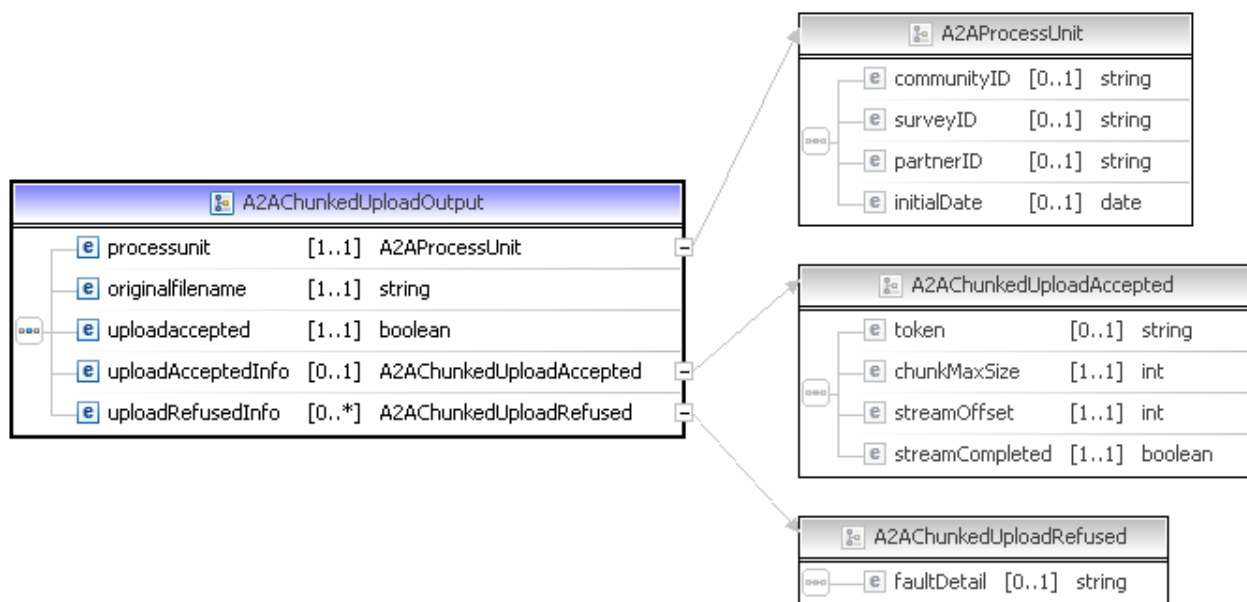 A2AProcessUnit
e communityID [0..1] string
e surveyID [0..1] string
e partnerID [0..1] string
e initialDate [0..1] date
A2AChunkedUploadOutput
e processunit [1..1] A2AProcessUnit
e originalfilename [1..1] string
e uploadaccepted [1..1] boolean
e uploadAcceptedInfo [0..1] A2AChunkedUploadAccepted
e uploadRefusedInfo [0..*] A2AChunkedUploadRefused
A2AChunkedUploadAccepted
e token [0..1] string
e chunkMaxSize [1..1] int
e streamOffset [1..1] int
e streamCompleted [1..1] boolean
A2AChunkedUploadRefused
e faultDetail [0..1] string